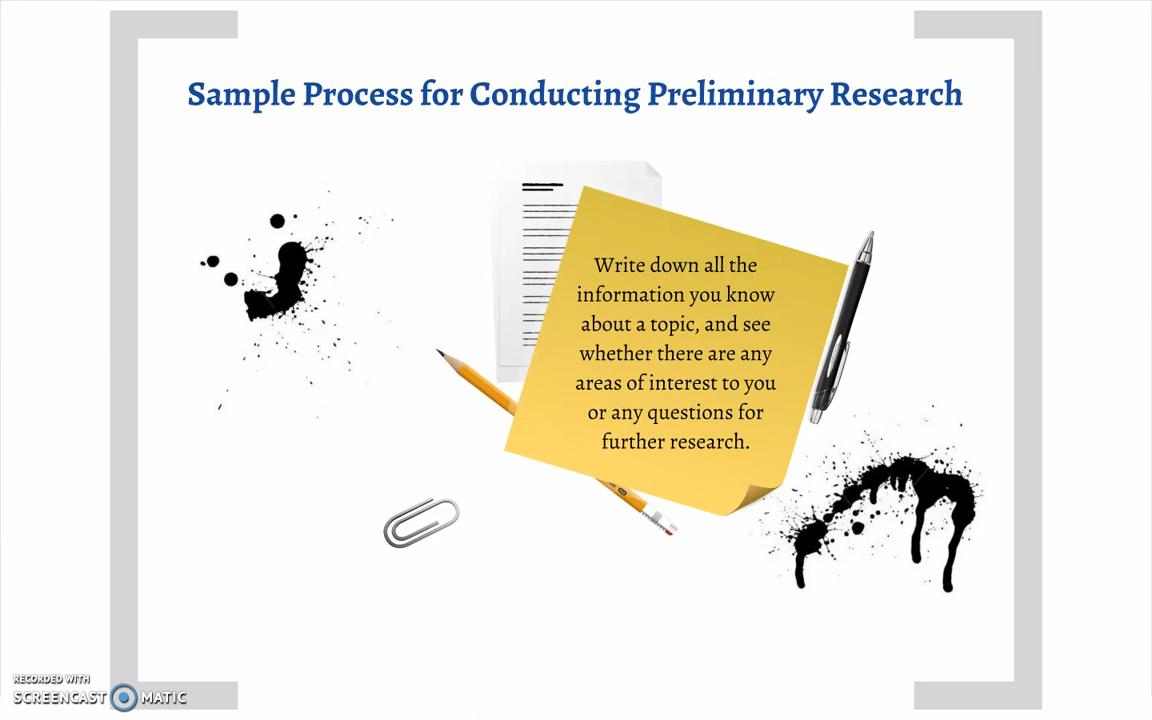 Sample Process for Conducting Preliminary Research
Write down all the
information you know
about a topic, and see
whether there are any
areas of interest to you
or any questions for
further research.
RECORDED WITH
SCREENCAST MATIC